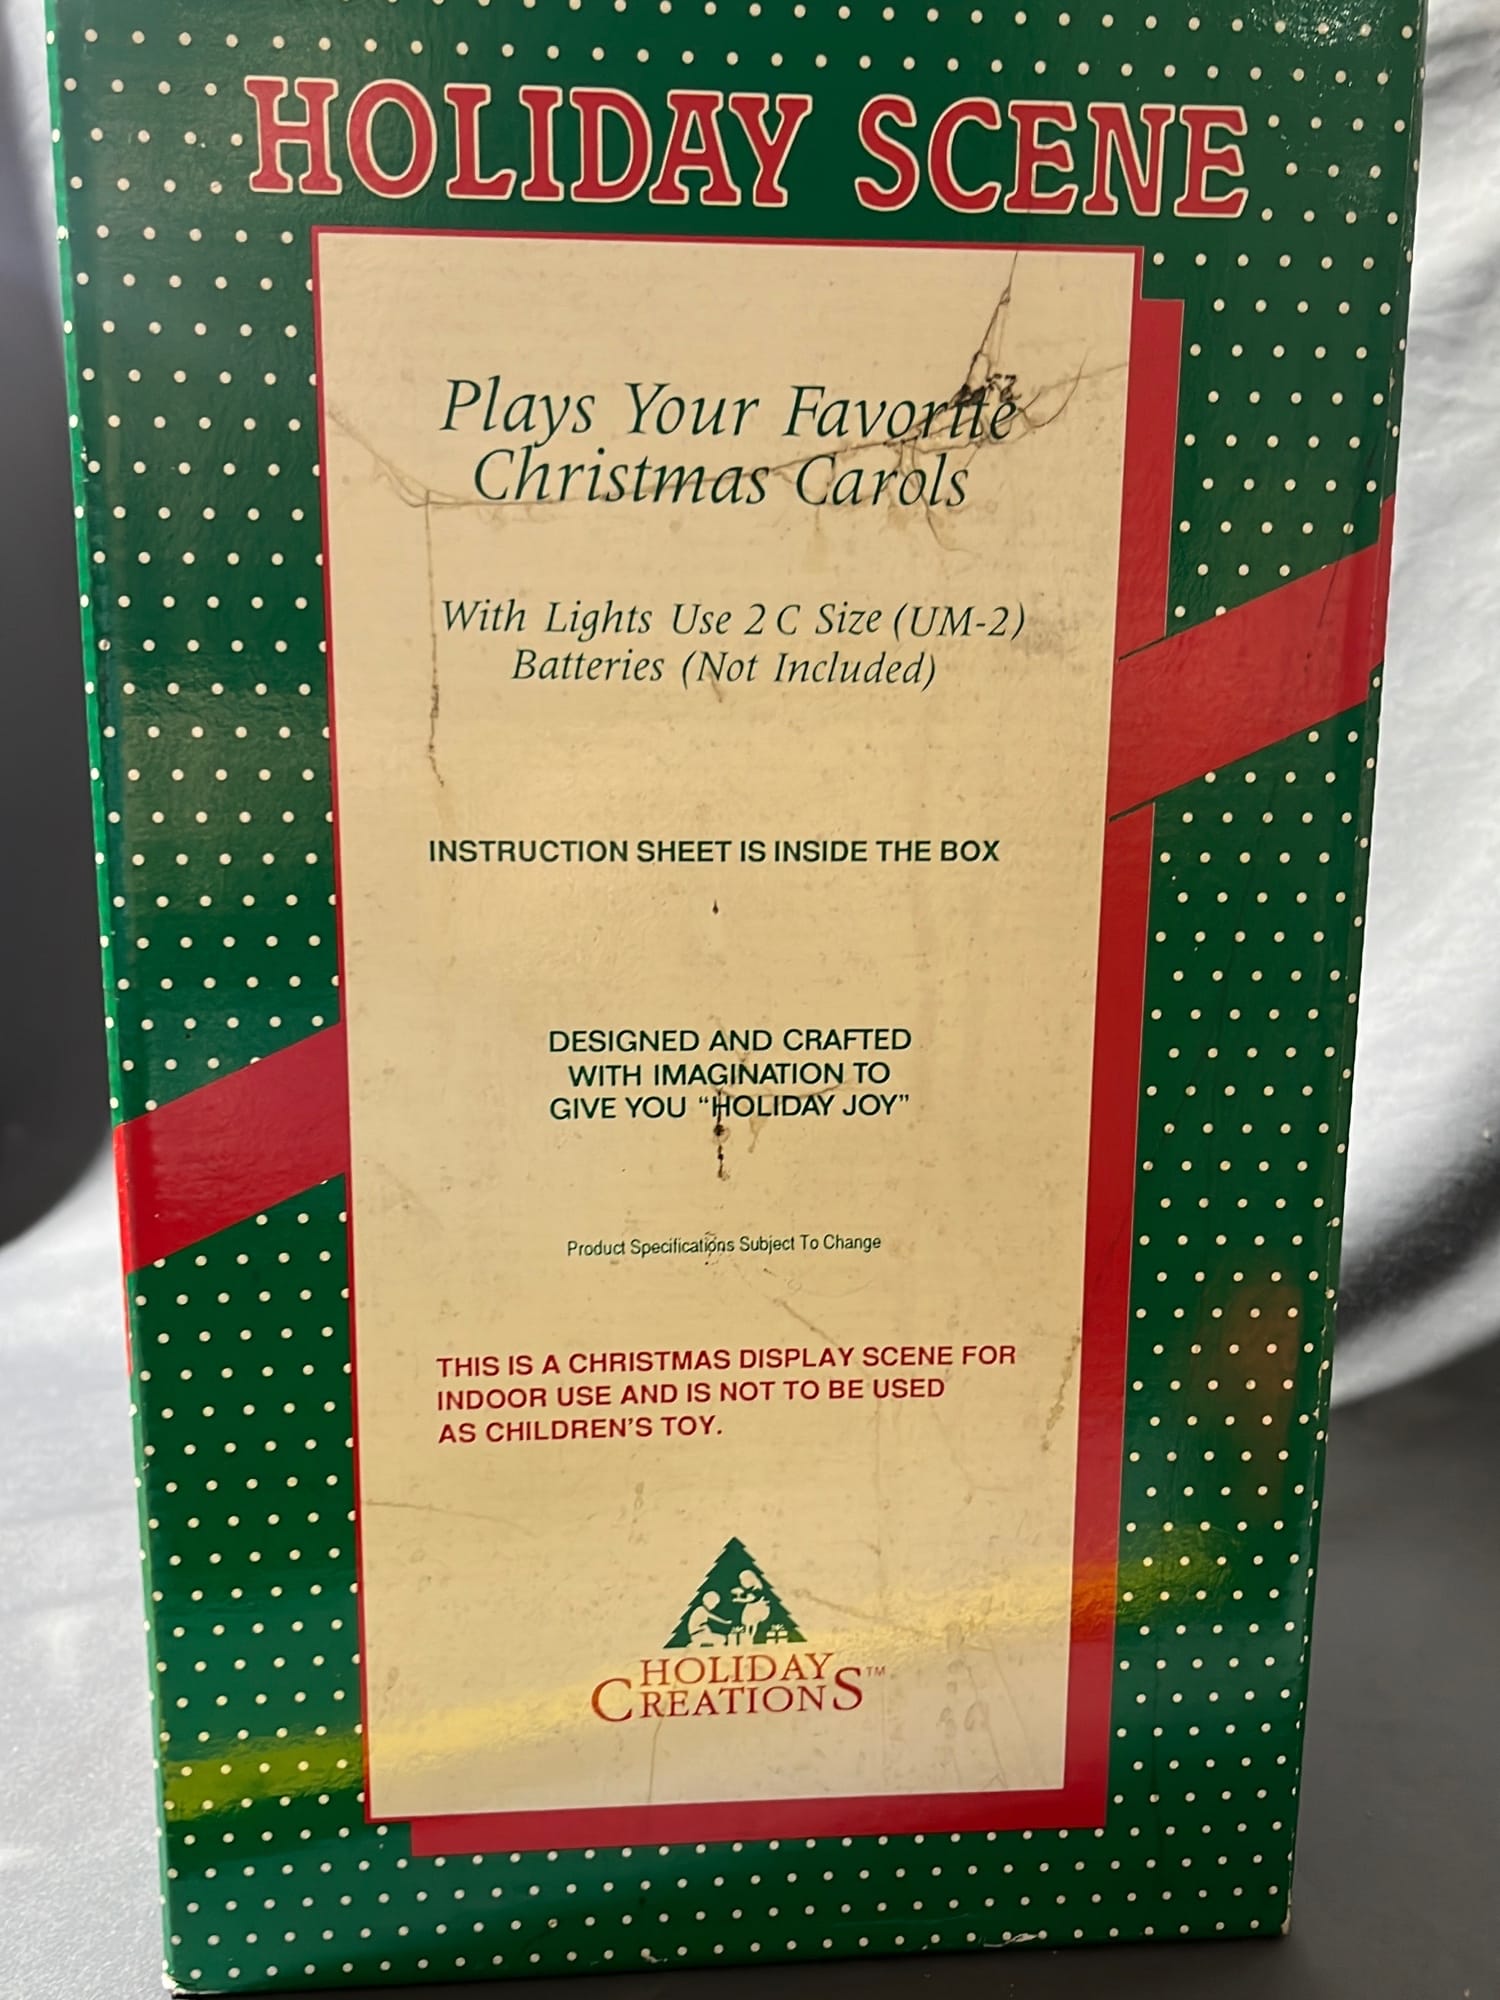 HOLIDAY SCENE
Plays Your Favorite
Christmas Carols
With Lights Use 2 C Size (UM-2)
Batteries (Not Included)
INSTRUCTION SHEET IS INSIDE THE BOX
DESIGNED AND CRAFTED
WITH IMAGINATION TO
GIVE YOU “HOLIDAY JOY”
Product Specifications Subject To Change
THIS IS A CHRISTMAS DISPLAY SCENE FOR
INDOOR USE AND IS NOT TO BE USED
AS CHILDREN'S TOY.
HOLIDAY
CREATIONS™